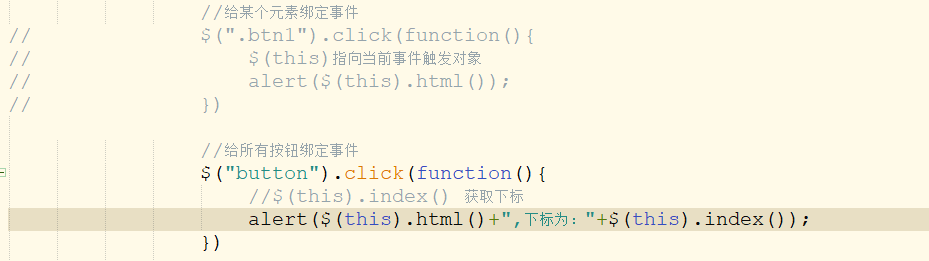 //给某个元素绑定事件
// $(".btn1").click(function(){
// $(this)指向当前事件触发对象
// alert($(this).html());
// })
//给所有按钮绑定事件
$("button").click(function(){
//$(this).index() 获取下标
alert($(this).html()+",下标为："+$(this).index());
})